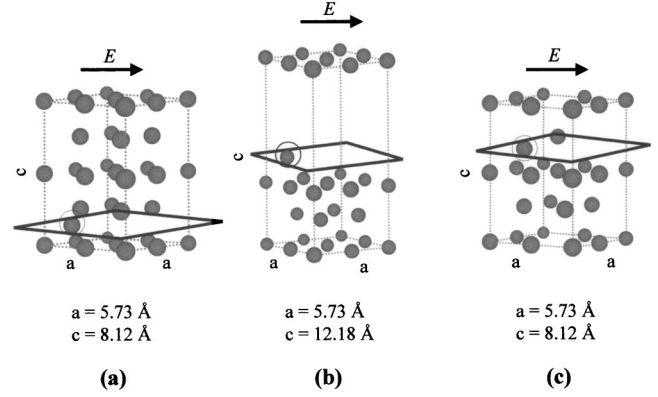 E
E
E
c
c
c
a a
a a
a a
a = 5.73 Å
c = 8.12 Å
a = 5.73 Å
c = 12.18 Å
a = 5.73 Å
c = 8.12 Å
(a)
(b)
(c)